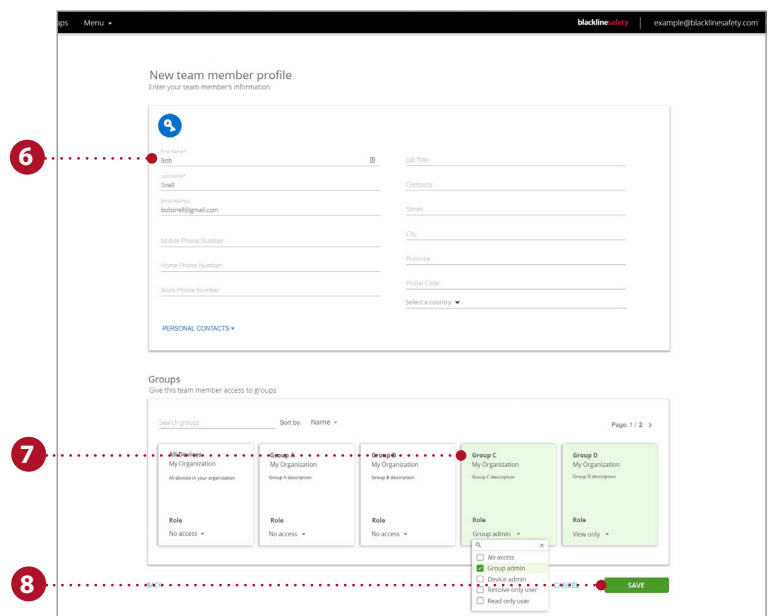 aps Menu
blacklinesafety example@blacklinesafety.com
New team member profile
Enter your team member's information
6
First Name*
Bob
Last Name*
Snell
Email Address
bobsnell@gmail.com
Mobile Phone Number
Home Phone Number
Work Phone Number
Job Title
Company
Street
City
Province
Postal Code
Select a country
PERSONAL CONTACTS
Groups
Give this team member access to groups
Search groups Sort by: Name Page: 1 / 2 >
7
All Devices
My Organization
All devices in your organization
Role
No access
Group A
My Organization
Group A description
Role
No access
Group B
My Organization
Group B description
Role
No access
Group C
My Organization
Group C description
Role
Group admin
No access
Group admin
Device admin
Resolve only user
Read only user
Group D
My Organization
Group D description
Role
View only
8
BACK CANCEL SAVE